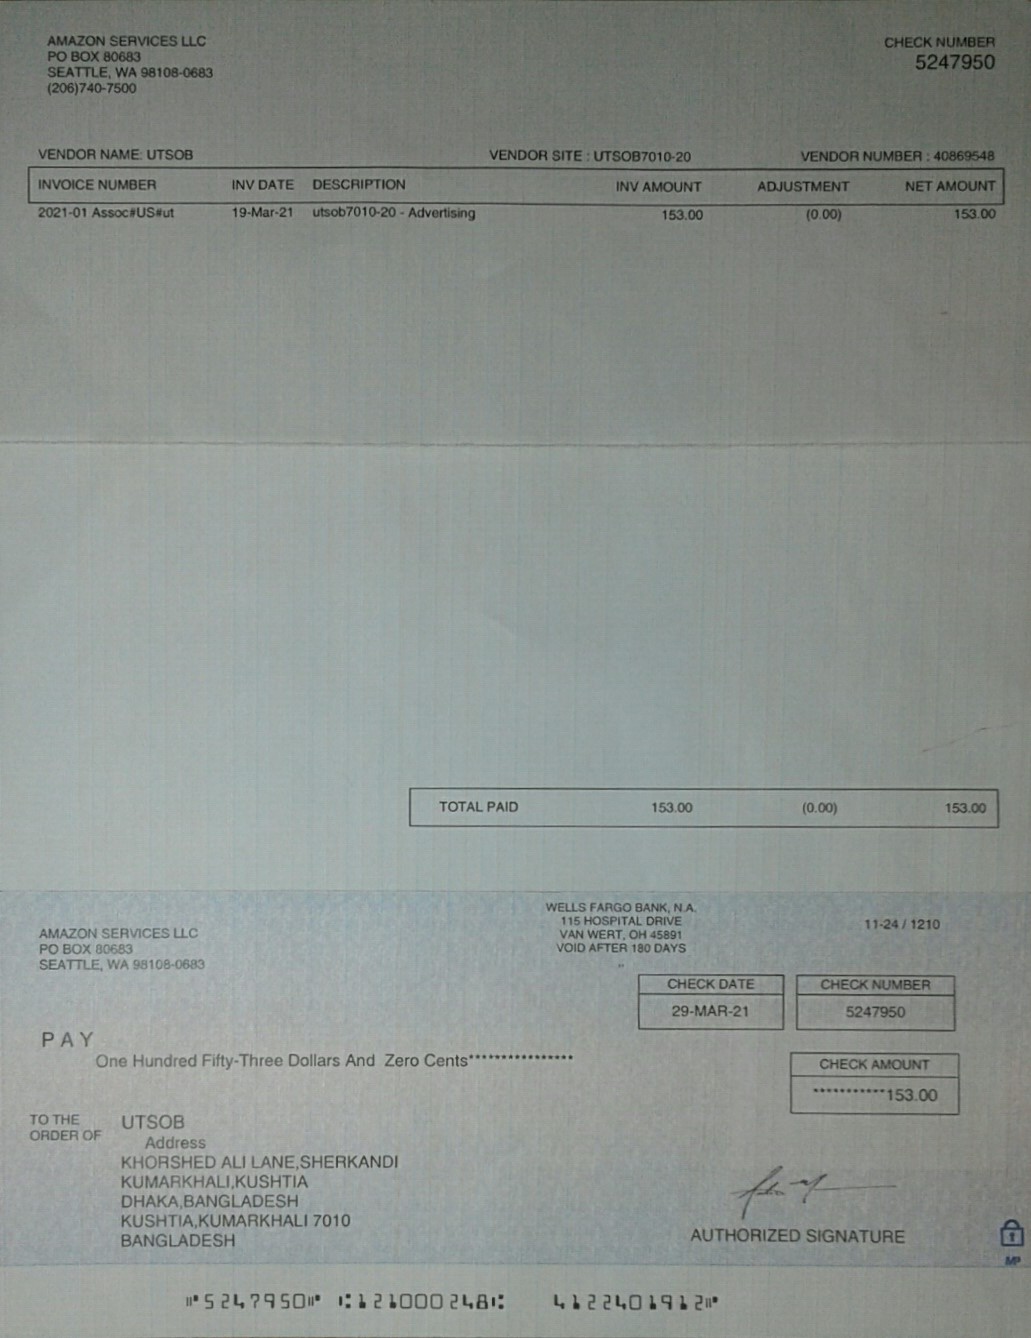 AMAZON SERVICES LLC
PO BOX 80683
SEATTLE, WA 98108-0683
(206)740-7500
CHECK NUMBER
5247950
VENDOR NAME: UTSOB VENDOR SITE : UTSOB7010-20 VENDOR NUMBER : 40869548
INVOICE NUMBER INV DATE DESCRIPTION INV AMOUNT ADJUSTMENT NET AMOUNT
2021-01 Assoc#US#ut 19-Mar-21 utsob7010-20 - Advertising 153.00 (0.00) 153.00
TOTAL PAID 153.00 (0.00) 153.00
AMAZON SERVICES LLC
PO BOX 80683
SEATTLE, WA 98108-0683
WELLS FARGO BANK, N.A.
115 HOSPITAL DRIVE
VAN WERT, OH 45891
VOID AFTER 180 DAYS
11-24 / 1210
CHECK DATE
29-MAR-21
CHECK NUMBER
5247950
PAY
One Hundred Fifty-Three Dollars And Zero Cents****************
CHECK AMOUNT
***********153.00
TO THE
ORDER OF
UTSOB
Address
KHORSHED ALI LANE,SHERKANDI
KUMARKHALI,KUSHTIA
DHAKA,BANGLADESH
KUSHTIA,KUMARKHALI 7010
BANGLADESH
AUTHORIZED SIGNATURE
MP
⑈5247950⑈ ⑆121000248⑆ 4122401912⑈